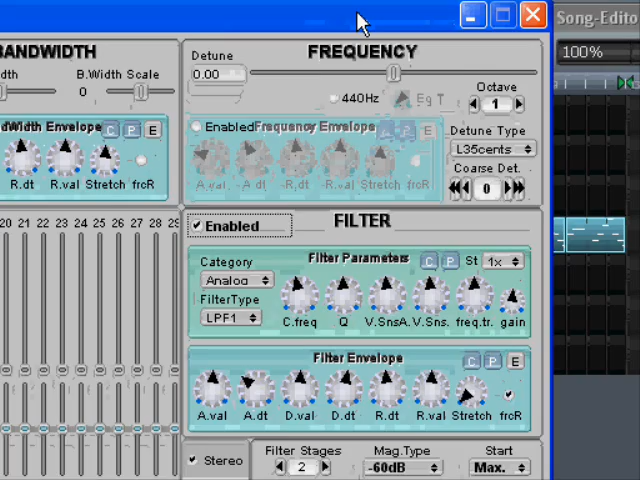 Song-Edito
BANDWIDTH
FREQUENCY
100%
Detune
0.00
dth
B.Width Scale
0
440Hz
Eq T
Octave
1
dWidth Envelope
C P E
Enabled
Frequency Envelope
E
Detune Type
L35cents
R.dt R.val Stretch frcR
A.val A.dt R.dt R.val Stretch frcR
Coarse Det.
0
20 21 22 23 24 25 26 27 28 29
Enabled
FILTER
Category
Analog
FilterType
LPF1
Filter Parameters
C P St 1x
C.freq Q V.SnsA. V.Sns. freq.tr. gain
Filter Envelope
C P E
A.val A.dt D.val D.dt R.dt R.val Stretch frcR
Stereo
Filter Stages
2
Mag.Type
-60dB
Start
Max.